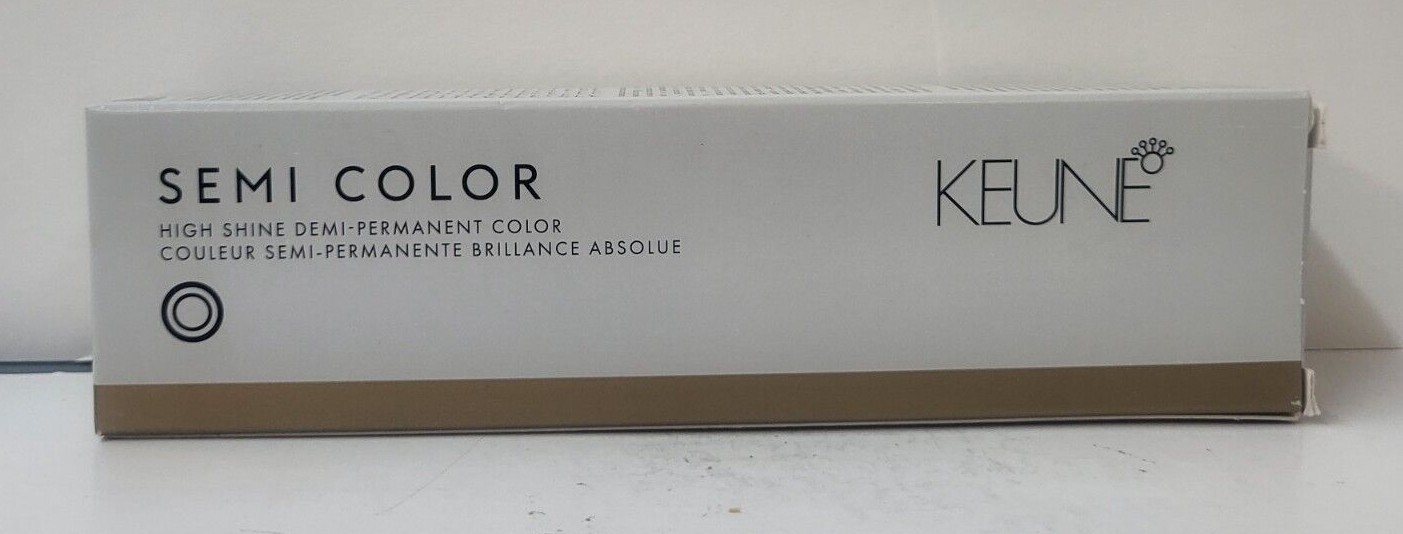 SEMI COLOR
HIGH SHINE DEMI-PERMANENT COLOR
COULEUR SEMI-PERMANENTE BRILLANCE ABSOLUE
KEUNE